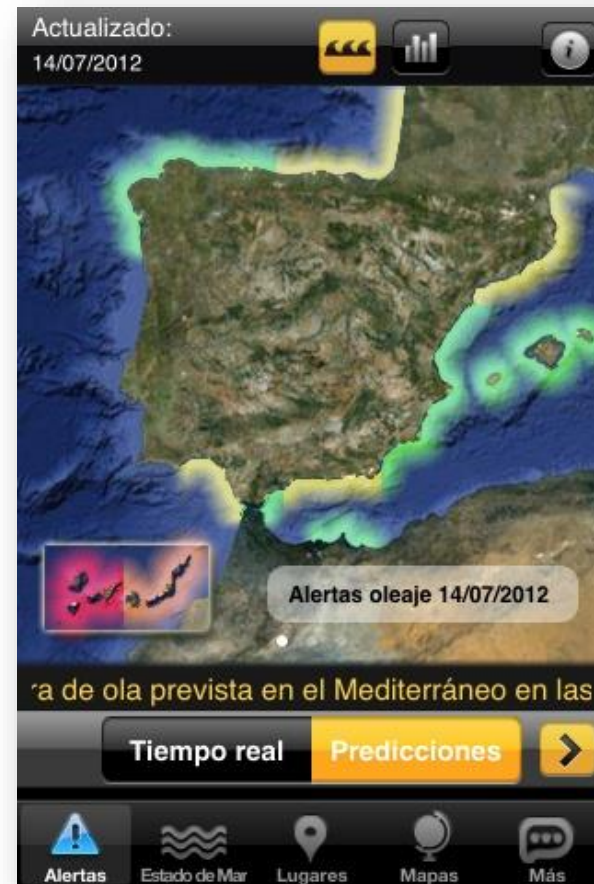 Actualizado:
14/07/2012
Alertas oleaje 14/07/2012
ra de ola prevista en el Mediterráneo en las
Tiempo real
Predicciones
Alertas
Estado de Mar
Lugares
Mapas
Más